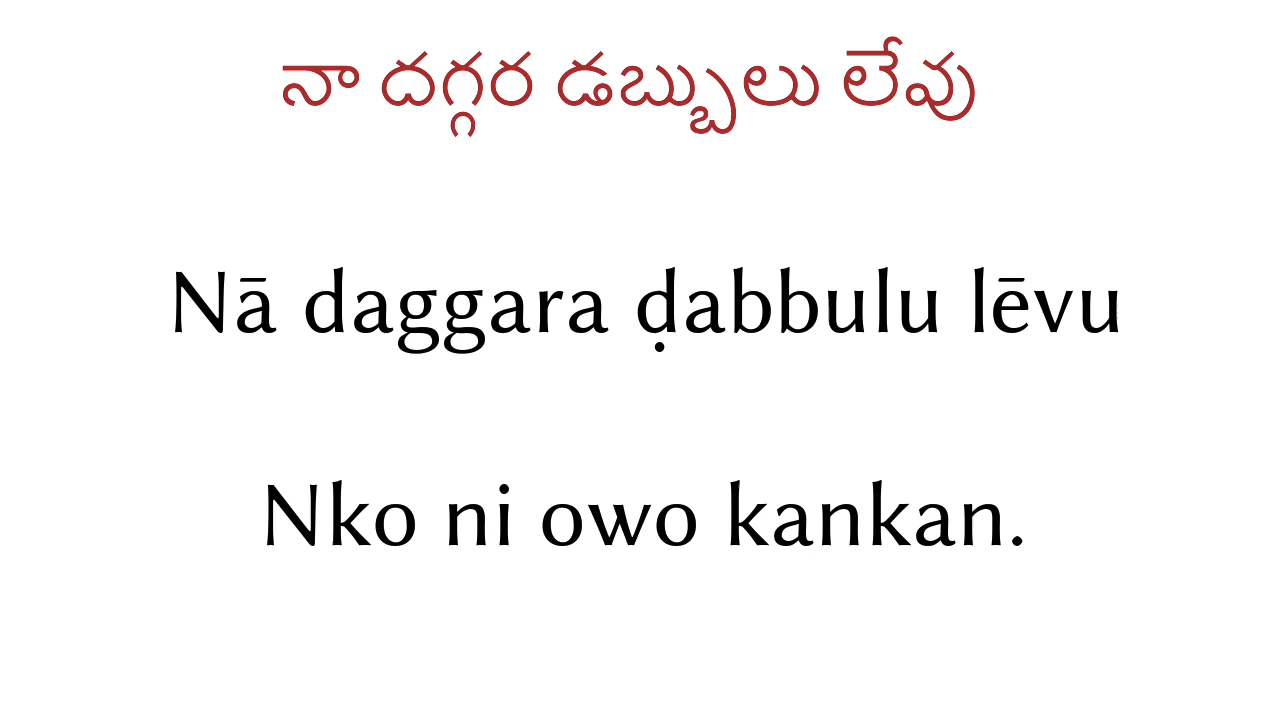 నా దగ్గర డబ్బులు లేవు
Nā daggara ḍabbulu lēvu
Nko ni owo kankan.